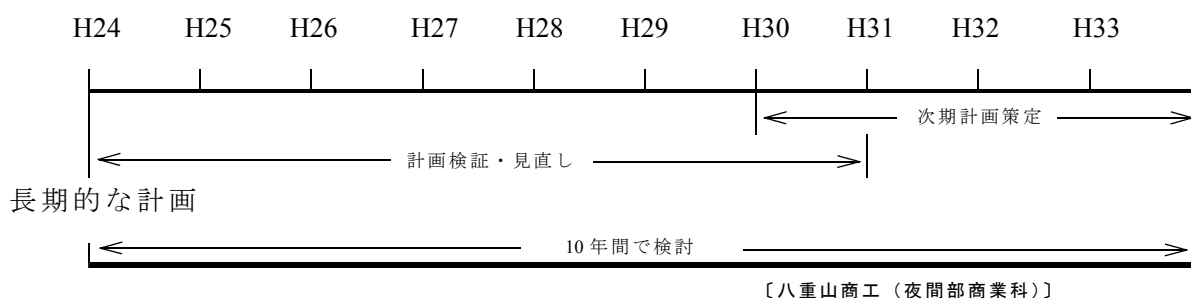 H24 H25 H26 H27 H28 H29 H30 H31 H32 H33
次期計画策定
計画検証・見直し
長期的な計画
10年間で検討
〔八重山商工（夜間部商業科）〕